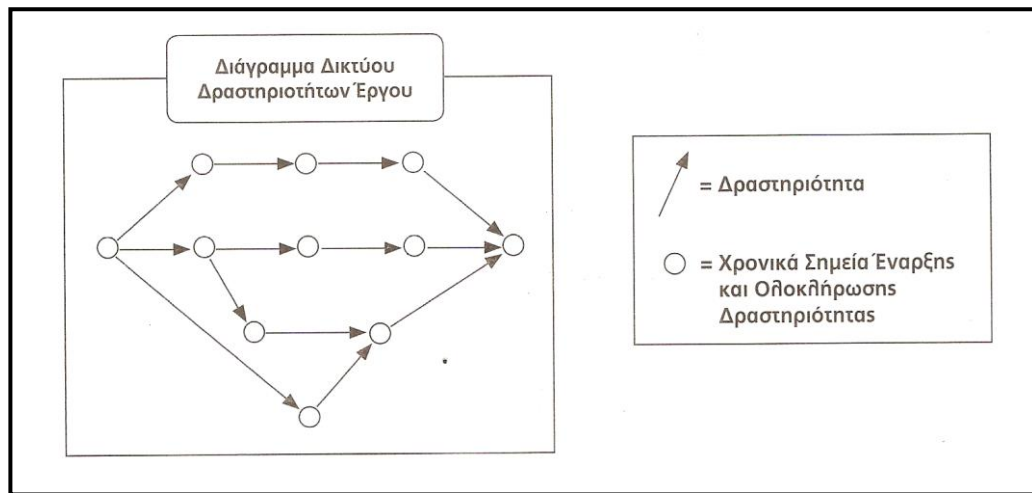 Διάγραμμα Δικτύου
Δραστηριοτήτων Έργου
= Δραστηριότητα
= Χρονικά Σημεία Έναρξης
και Ολοκλήρωσης
Δραστηριότητας